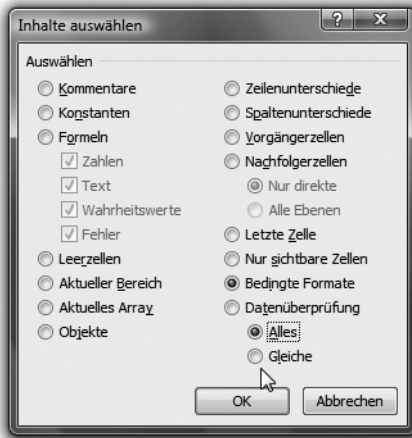 Inhalte auswählen
Auswählen
Kommentare
Konstanten
Formeln
Zahlen
Text
Wahrheitswerte
Fehler
Leerzellen
Aktueller Bereich
Aktuelles Array
Objekte
Zeilenunterschiede
Spaltenunterschiede
Vorgängerzellen
Nachfolgerzellen
Nur direkte
Alle Ebenen
Letzte Zelle
Nur sichtbare Zellen
Bedingte Formate
Datenüberprüfung
Alles
Gleiche
OK
Abbrechen